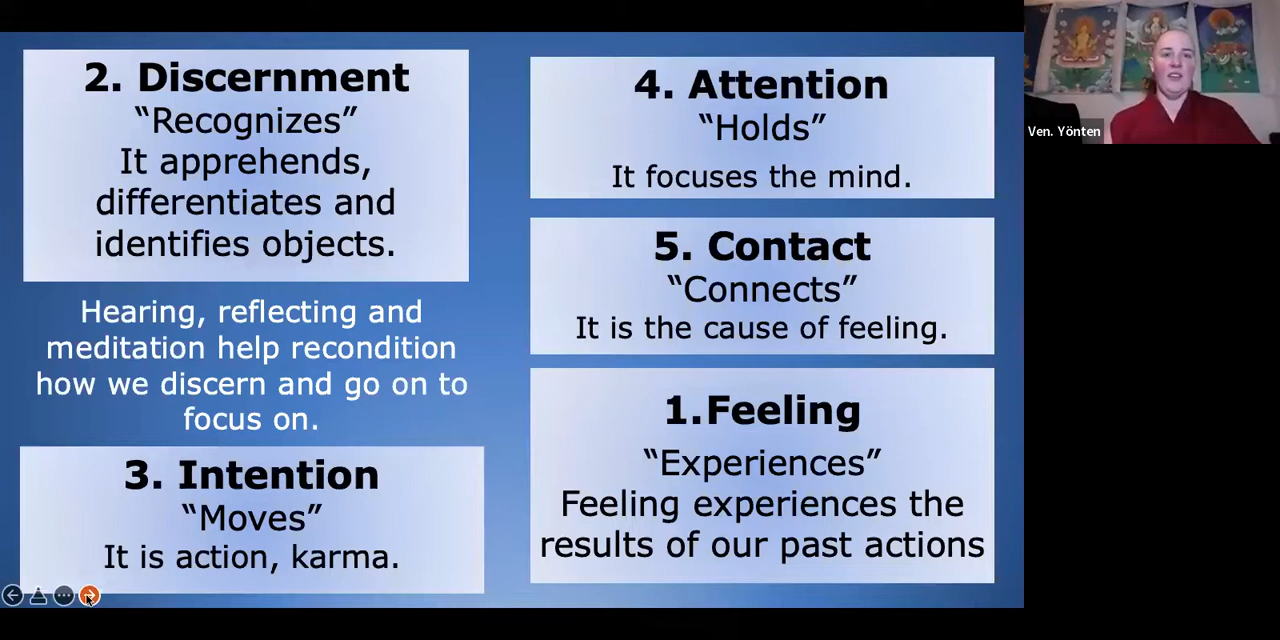 2. Discernment
“Recognizes”
It apprehends,
differentiates and
identifies objects.
Hearing, reflecting and
meditation help recondition
how we discern and go on to
focus on.
3. Intention
“Moves”
It is action, karma.
4. Attention
“Holds”
It focuses the mind.
5. Contact
“Connects”
It is the cause of feeling.
1.Feeling
“Experiences”
Feeling experiences the
results of our past actions
Ven. Yönten